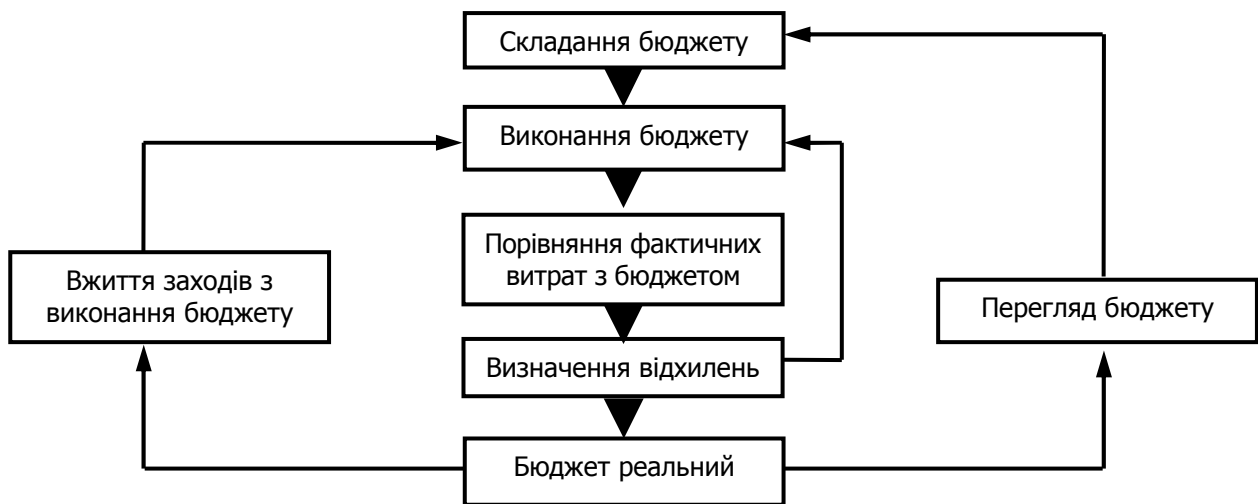 Складання бюджету
Виконання бюджету
Порівняння фактичних
витрат з бюджетом
Вжиття заходів з
виконання бюджету
Перегляд бюджету
Визначення відхилень
Бюджет реальний